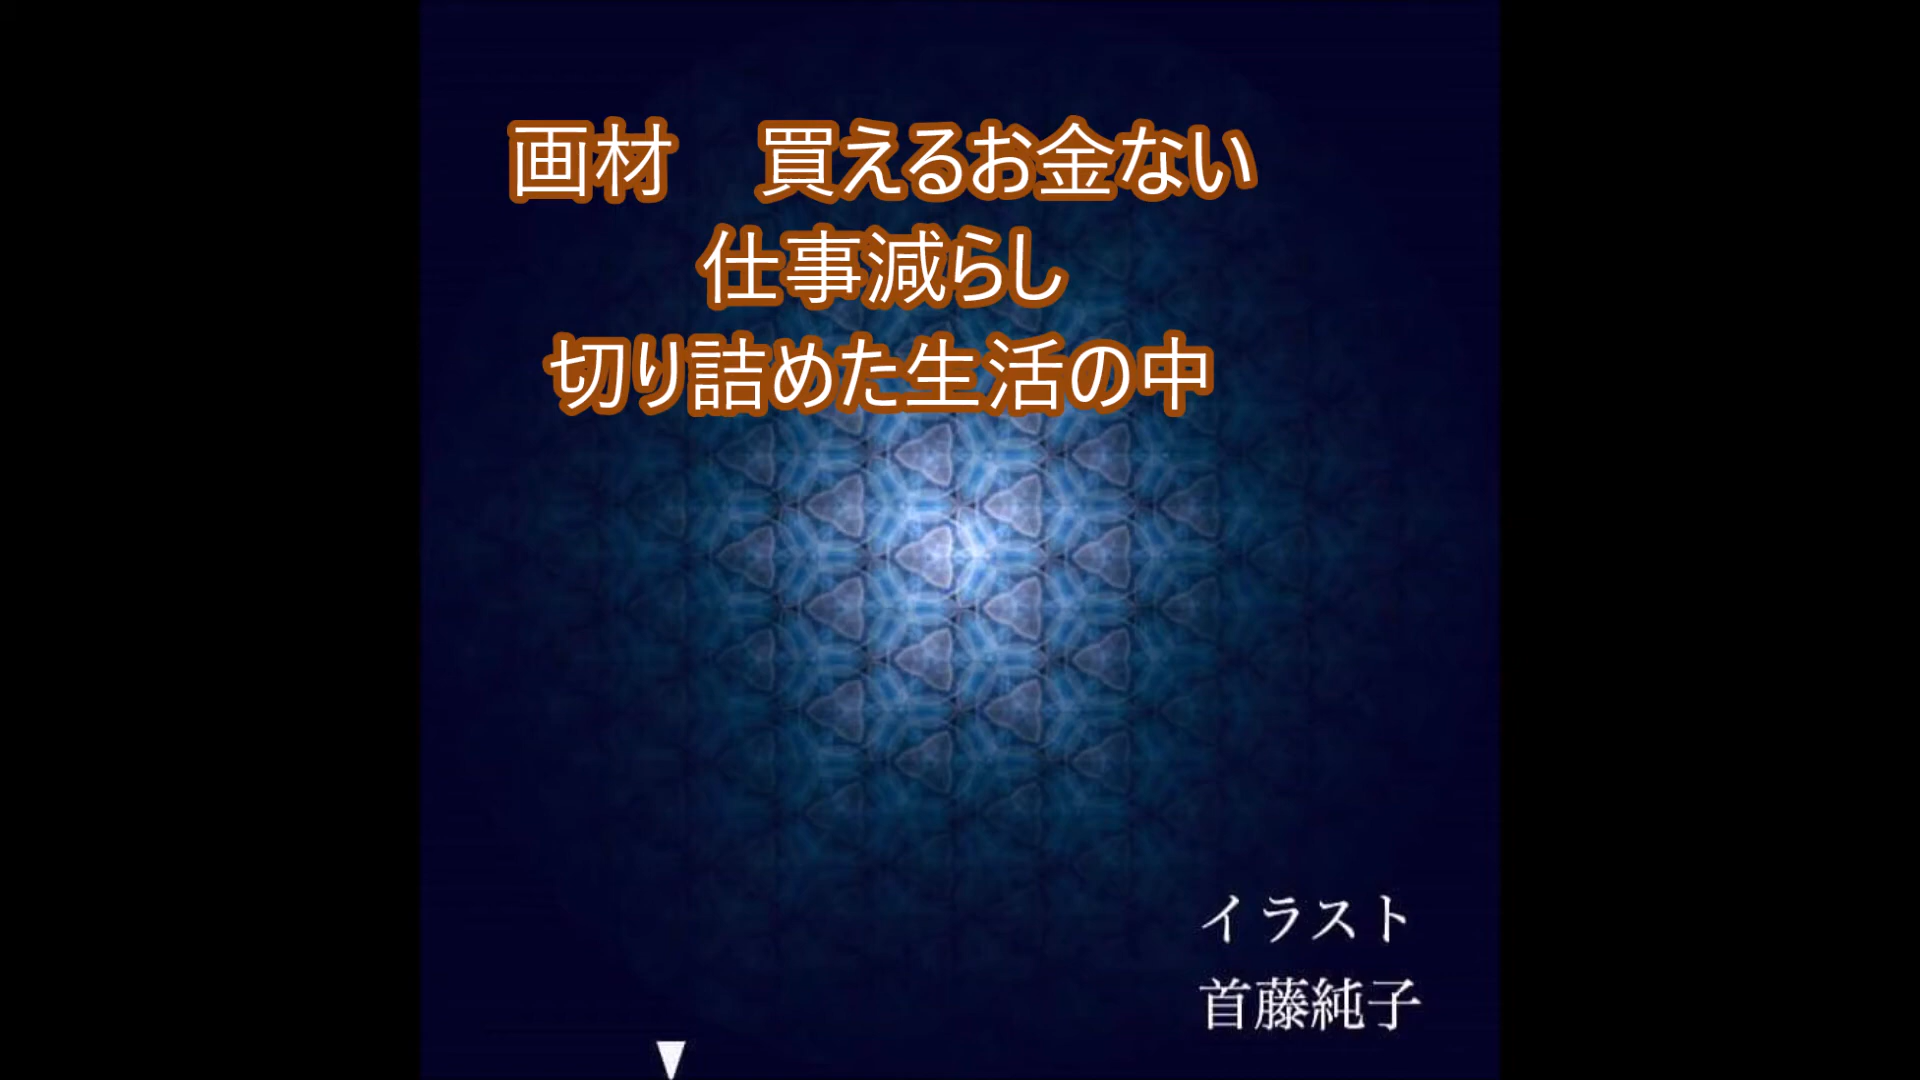 画材　買えるお金ない
仕事減らし
切り詰めた生活の中
イラスト
首藤純子